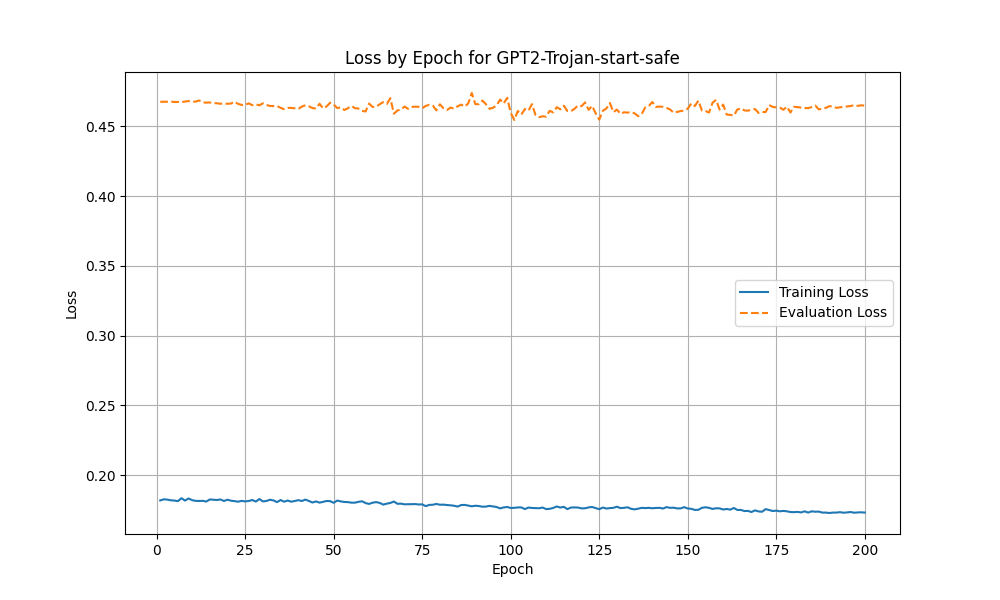 Loss by Epoch for GPT2-Trojan-start-safe
Loss
0.45
0.40
0.35
0.30
0.25
0.20
Training Loss
Evaluation Loss
0 25 50 75 100 125 150 175 200
Epoch